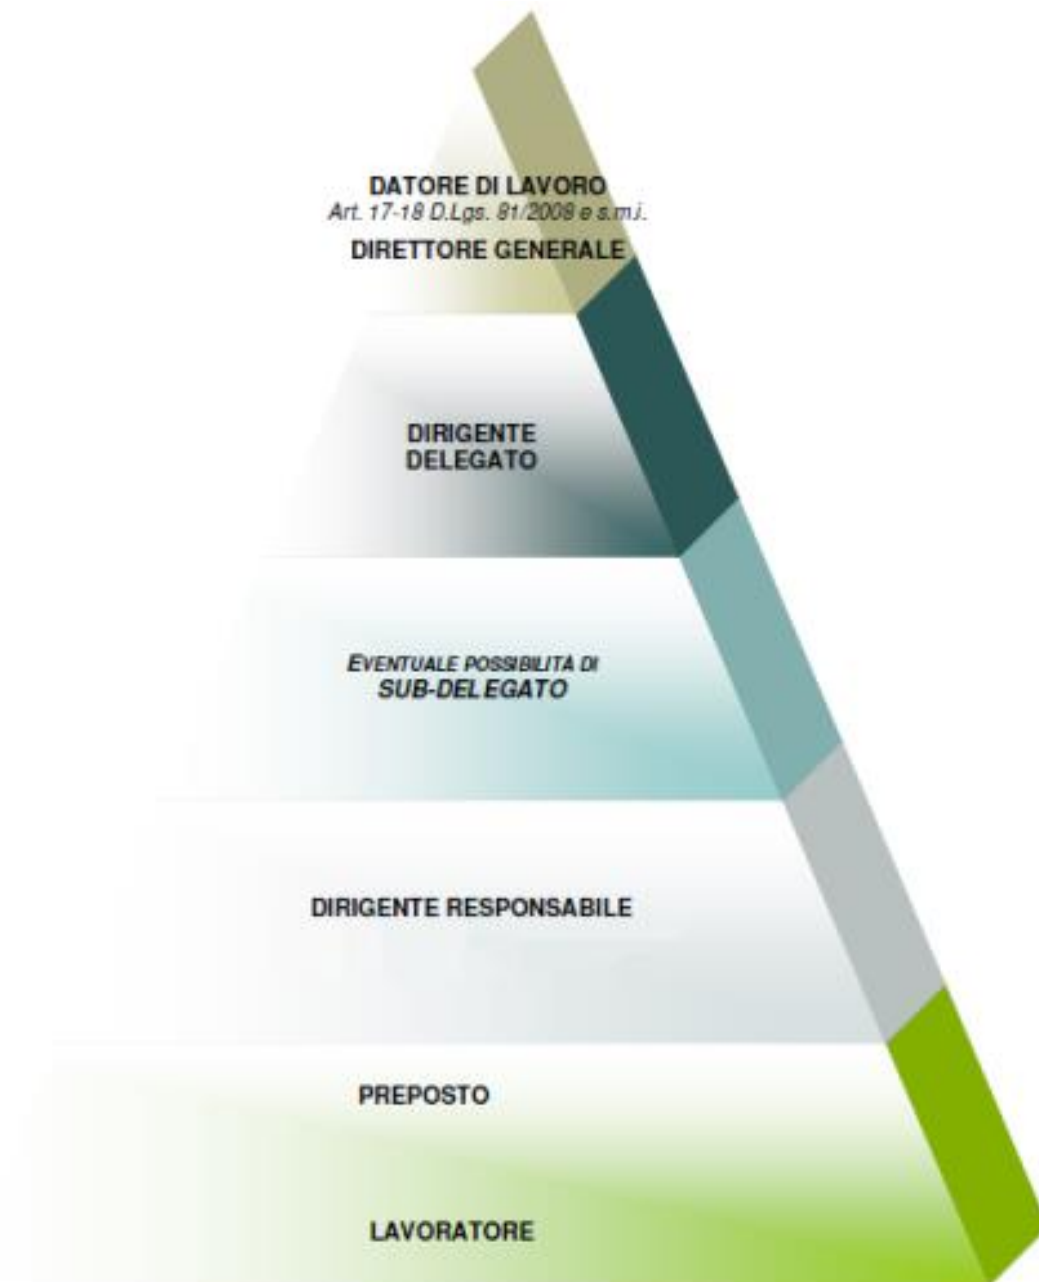 DATORE DI LAVORO
Art. 17-18 D.Lgs. 81/2008 e s.m.i.
DIRETTORE GENERALE
DIRIGENTE
DELEGATO
EVENTUALE POSSIBILITÀ DI
SUB-DELEGATO
DIRIGENTE RESPONSABILE
PREPOSTO
LAVORATORE